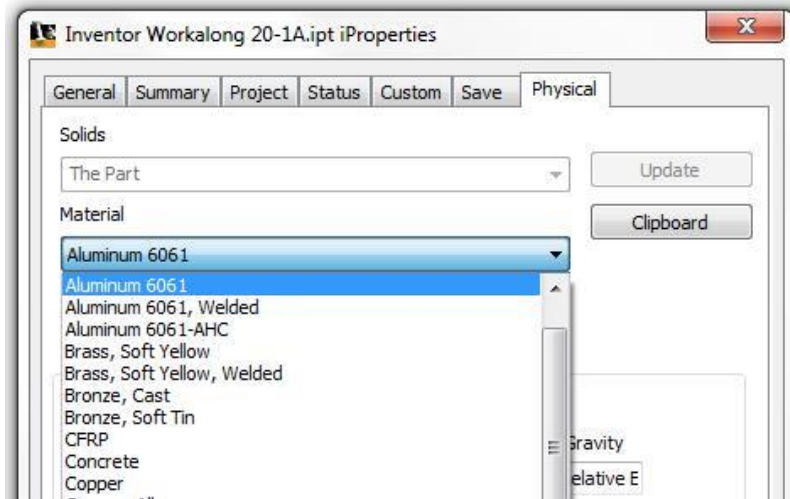 Inventor Workalong 20-1A.ipt iProperties
General Summary Project Status Custom Save Physical
Solids
The Part
Update
Material
Clipboard
Aluminum 6061
Aluminum 6061
Aluminum 6061, Welded
Aluminum 6061-AHC
Brass, Soft Yellow
Brass, Soft Yellow, Welded
Bronze, Cast
Bronze, Soft Tin
CFRP
Gravity
Concrete
elative E
Copper